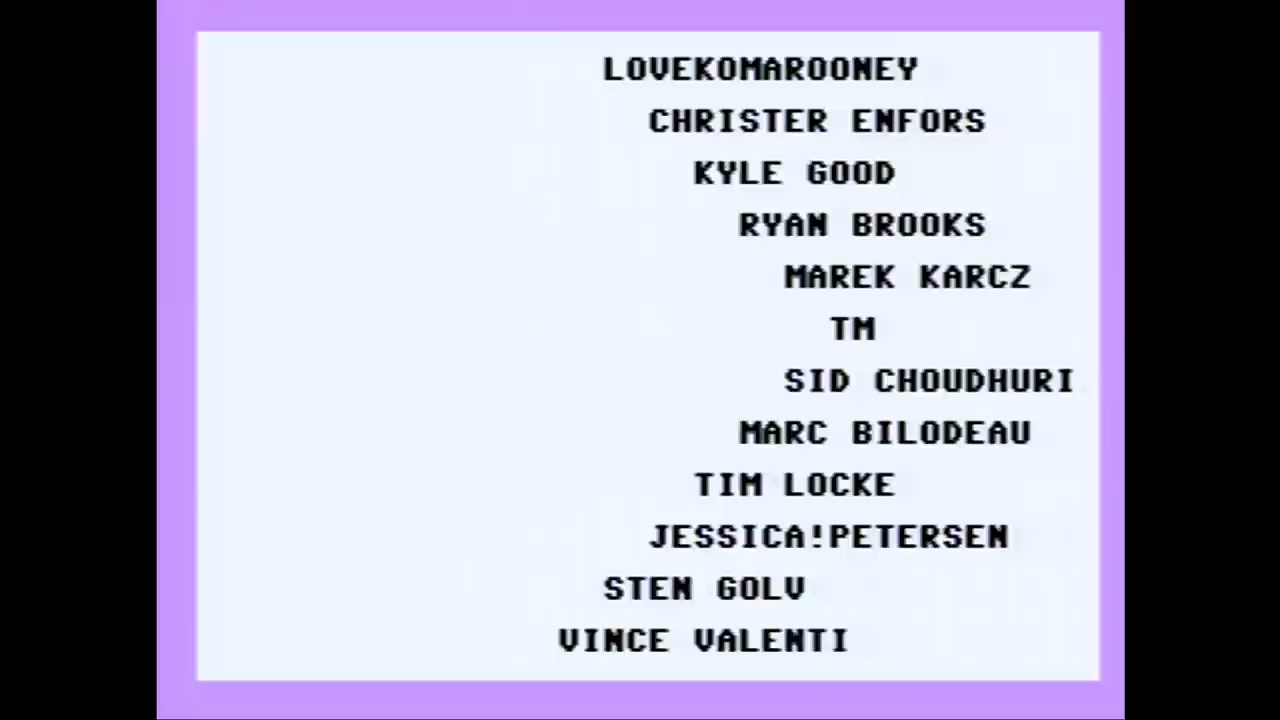 LOVEKOMAROONEY
CHRISTER ENFORS
KYLE GOOD
RYAN BROOKS
MAREK KARCZ
TM
SID CHOUDHURI
MARC BILODEAU
TIM LOCKE
JESSICA!PETERSEN
STEN GOLV
VINCE VALENTI